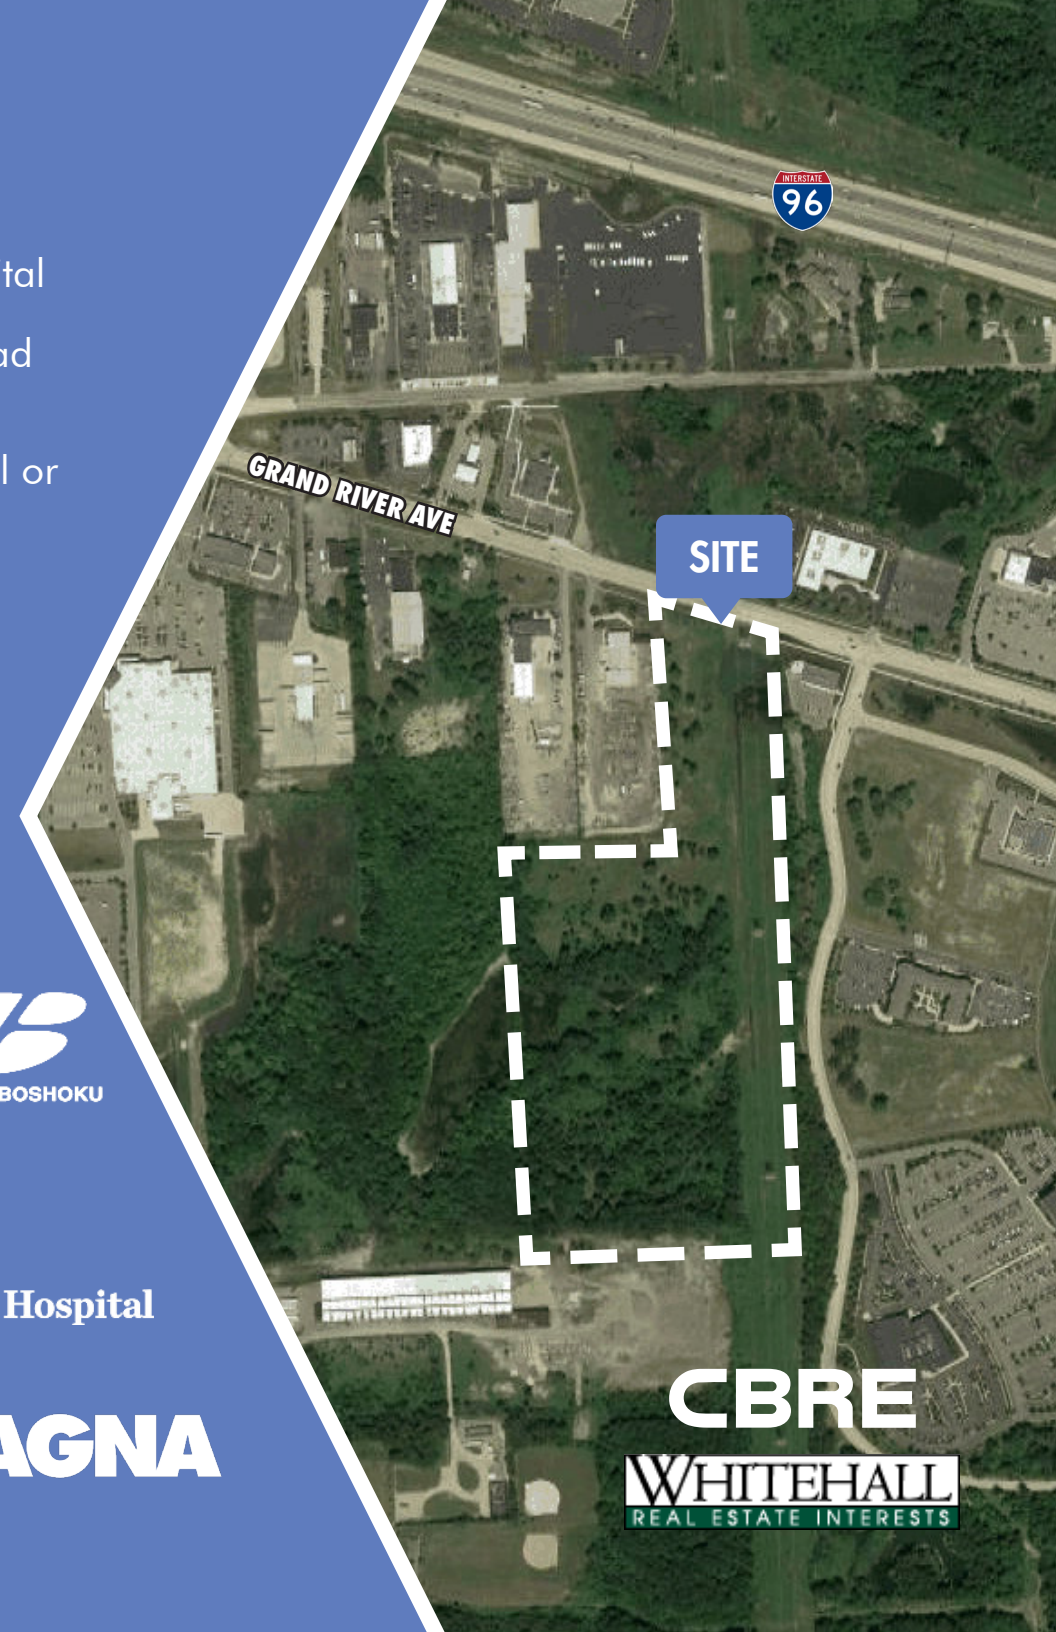 INTERSTATE
96
tal
ad
l or
GRAND RIVER AVE
SITE
BOSHOKU
Hospital
AGNA
CBRE
WHITEHALL
REAL ESTATE INTERESTS